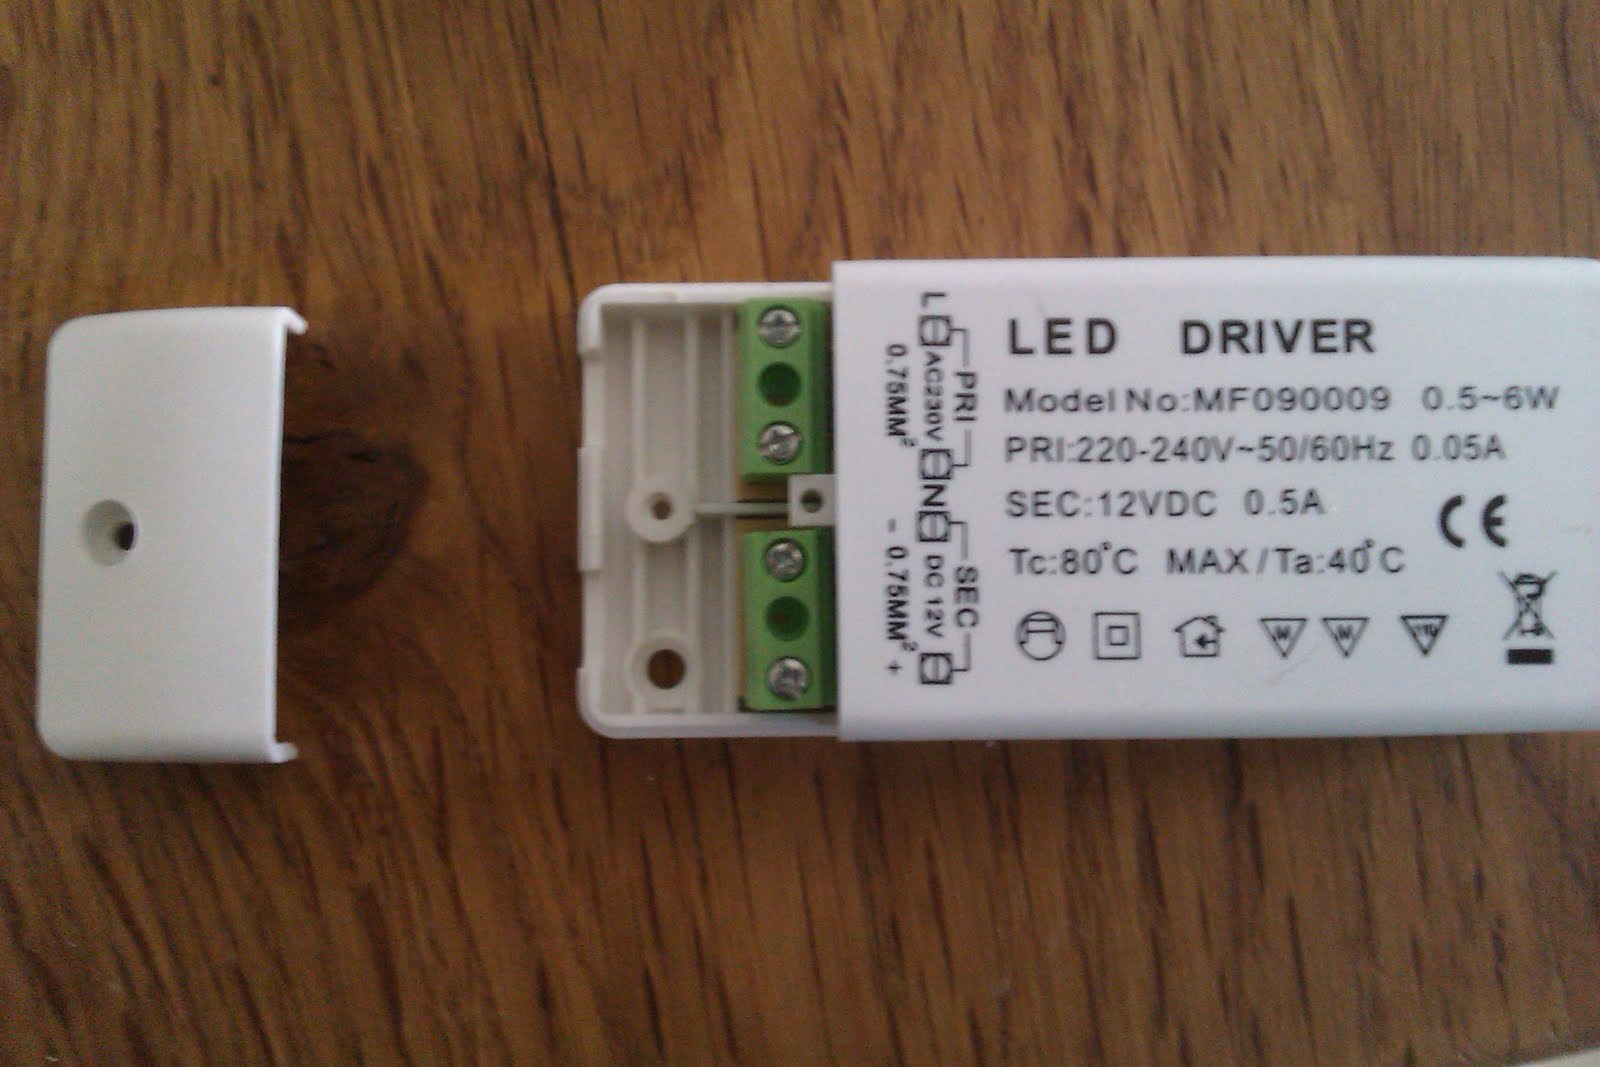 LED DRIVER
Model No:MF090009 0.5~6W
PRI:220-240V~50/60Hz 0.05A
SEC:12VDC 0.5A
Tc:80°C MAX/Ta:40°C
CE
L AC230V N
PRI
0.75MM²
DC 12V
SEC
- 0.75MM² +